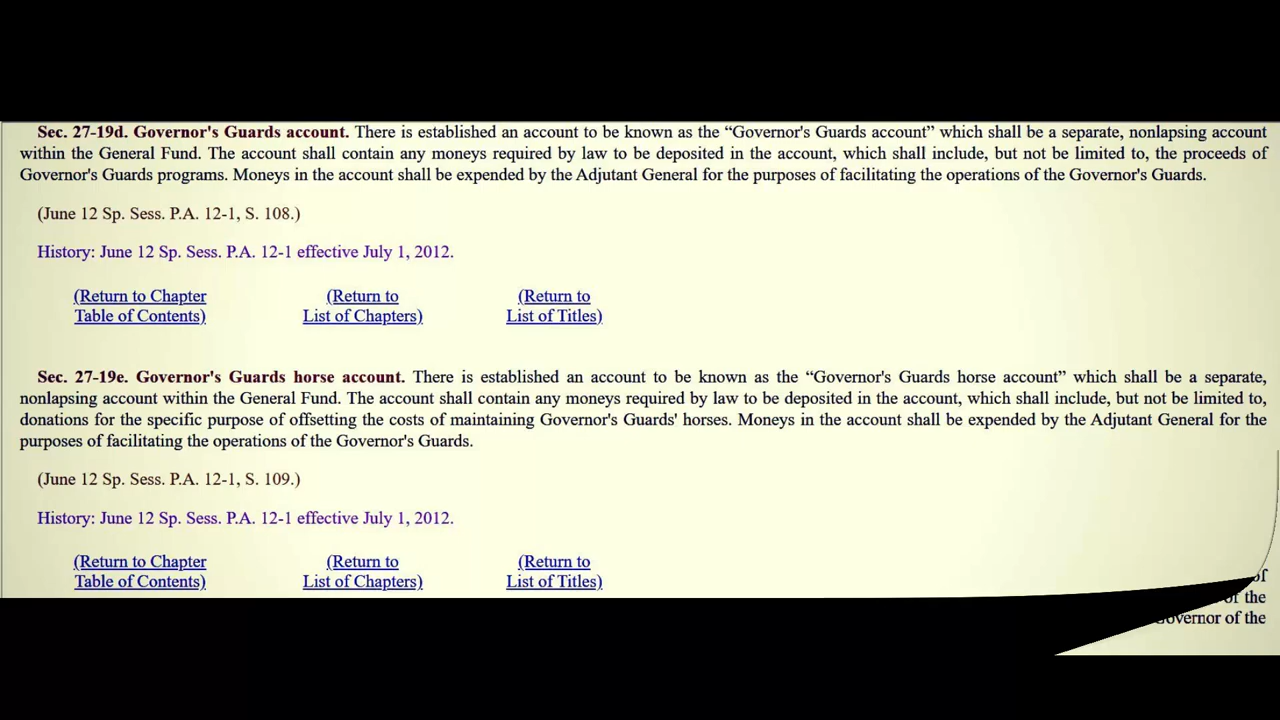 Sec. 27-19d. Governor's Guards account. There is established an account to be known as the “Governor's Guards account” which shall be a separate, nonlapsing account
within the General Fund. The account shall contain any moneys required by law to be deposited in the account, which shall include, but not be limited to, the proceeds of
Governor's Guards programs. Moneys in the account shall be expended by the Adjutant General for the purposes of facilitating the operations of the Governor's Guards.
(June 12 Sp. Sess. P.A. 12-1, S. 108.)
History: June 12 Sp. Sess. P.A. 12-1 effective July 1, 2012.
(Return to Chapter
Table of Contents)
(Return to
List of Chapters)
(Return to
List of Titles)
Sec. 27-19e. Governor's Guards horse account. There is established an account to be known as the “Governor's Guards horse account” which shall be a separate,
nonlapsing account within the General Fund. The account shall contain any moneys required by law to be deposited in the account, which shall include, but not be limited to,
donations for the specific purpose of offsetting the costs of maintaining Governor's Guards' horses. Moneys in the account shall be expended by the Adjutant General for the
purposes of facilitating the operations of the Governor's Guards.
(June 12 Sp. Sess. P.A. 12-1, S. 109.)
History: June 12 Sp. Sess. P.A. 12-1 effective July 1, 2012.
(Return to Chapter
Table of Contents)
(Return to
List of Chapters)
(Return to
List of Titles)
of
of the
Governor of the